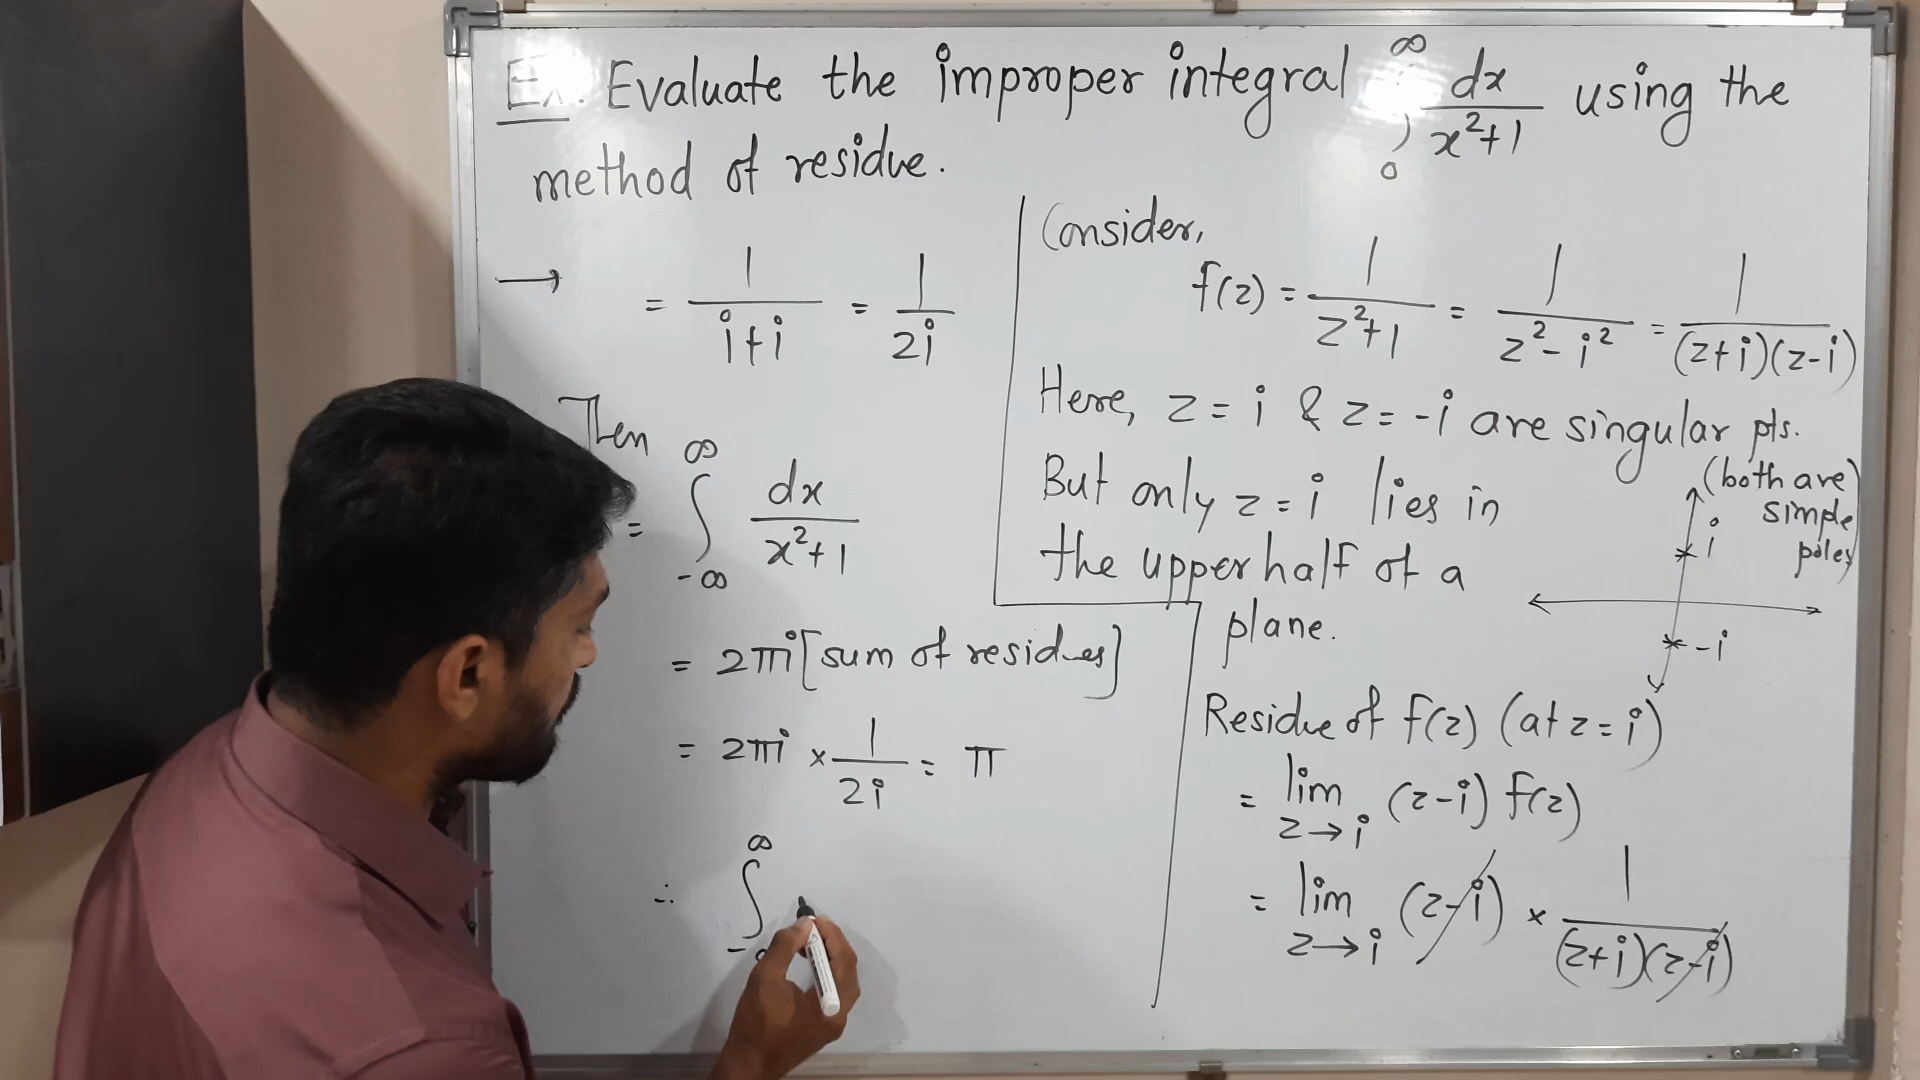 Ex. Evaluate the improper integral ∫₀^∞ dx/(x²+1) using the
method of residue.
Consider,
f(z) = 1/(z²+1) = 1/(z²-i²) = 1/((z+i)(z-i))
Here, z = i & z = -i are singular pts.
(both are simple poles)
But only z = i lies in
the upper half of a
plane.
i
-i
Residue of f(z) (at z = i)
= lim z→i (z-i) f(z)
= lim z→i (z-i) × 1/((z+i)(z-i))
→ = 1/(i+i) = 1/2i
Then
= ∫_{-∞}^{∞} dx/(x²+1)
= 2πi [sum of residues]
= 2πi × 1/2i = π
∴ ∫_{-∞}^{∞}